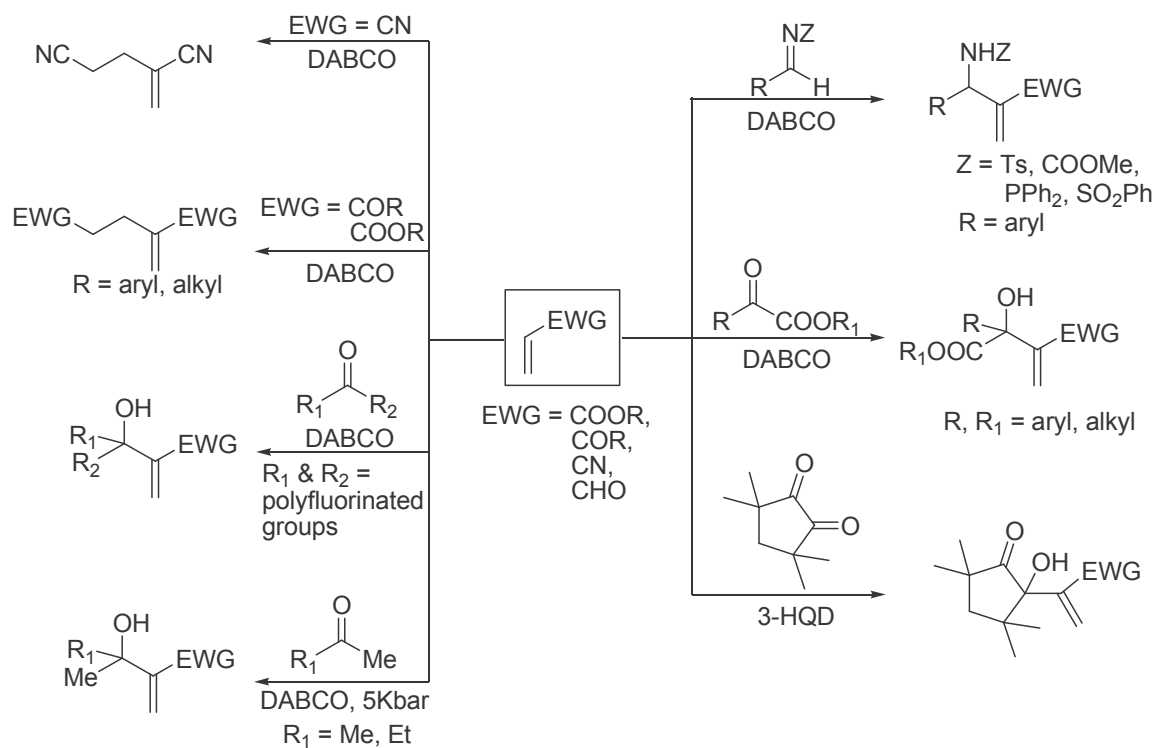 NC
CN
EWG = CN
DABCO
EWG
EWG
R = aryl, alkyl
EWG = COR
COOR
DABCO
OH
R₁
R₂
EWG
O
R₁
R₂
DABCO
R₁ & R₂ =
polyfluorinated
groups
OH
R₁
Me
EWG
O
R₁
Me
DABCO, 5Kbar
R₁ = Me, Et
EWG
EWG = COOR,
COR,
CN,
CHO
NZ
R
H
DABCO
NHZ
R
EWG
Z = Ts, COOMe,
PPh₂, SO₂Ph
R = aryl
O
R
COOR₁
DABCO
OH
R
R₁OOC
EWG
R, R₁ = aryl, alkyl
O
O
3-HQD
O
OH
EWG